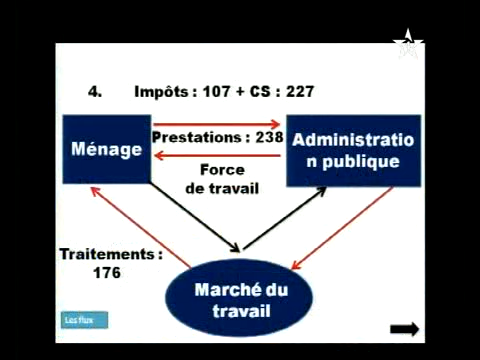 4. Impôts : 107 + CS : 227
Ménage
Prestations : 238
Administratio
n publique
Force
de travail
Traitements :
176
Marché du
travail
Les flux